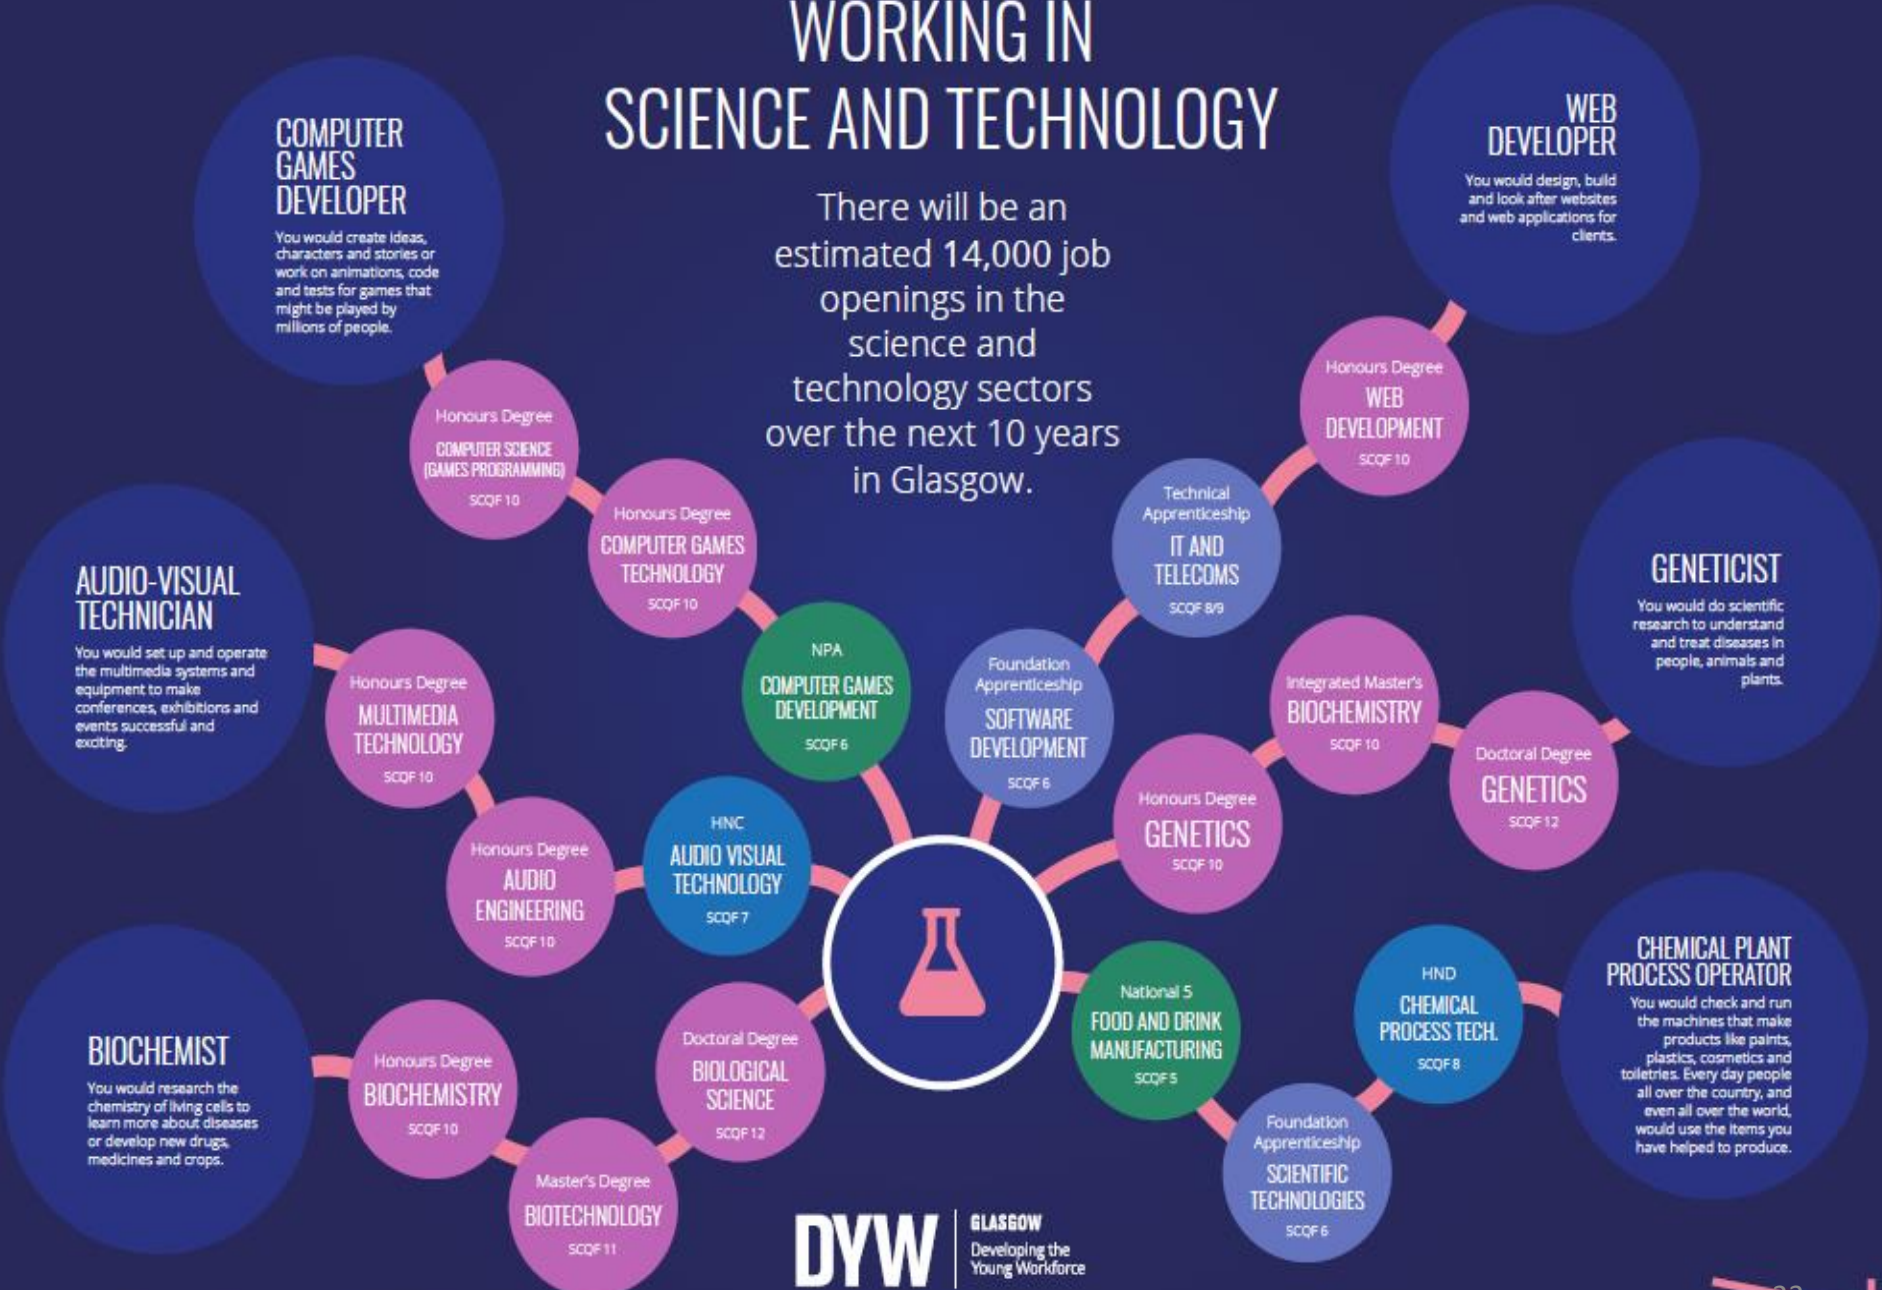 WORKING IN
SCIENCE AND TECHNOLOGY
There will be an
estimated 14,000 job
openings in the
science and
technology sectors
over the next 10 years
in Glasgow.
COMPUTER
GAMES
DEVELOPER
You would create ideas,
characters and stories or
work on animations, code
and tests for games that
might be played by
millions of people.
Honours Degree
COMPUTER SCIENCE
(GAMES PROGRAMMING)
SCQF 10
Honours Degree
COMPUTER GAMES
TECHNOLOGY
SCQF 10
NPA
COMPUTER GAMES
DEVELOPMENT
SCQF 6
WEB
DEVELOPER
You would design, build
and look after websites
and web applications for
clients.
Honours Degree
WEB
DEVELOPMENT
SCQF 10
Technical
Apprenticeship
IT AND
TELECOMS
SCQF 8/9
Foundation
Apprenticeship
SOFTWARE
DEVELOPMENT
SCQF 6
AUDIO-VISUAL
TECHNICIAN
You would set up and operate
the multimedia systems and
equipment to make
conferences, exhibitions and
events successful and
exciting.
Honours Degree
MULTIMEDIA
TECHNOLOGY
SCQF 10
Honours Degree
AUDIO
ENGINEERING
SCQF 10
HNC
AUDIO VISUAL
TECHNOLOGY
SCQF 7
GENETICIST
You would do scientific
research to understand
and treat diseases in
people, animals and
plants.
Honours Degree
GENETICS
SCQF 10
Integrated Master's
BIOCHEMISTRY
SCQF 10
Doctoral Degree
GENETICS
SCQF 12
BIOCHEMIST
You would research the
chemistry of living cells to
learn more about diseases
or develop new drugs,
medicines and crops.
Honours Degree
BIOCHEMISTRY
SCQF 10
Master's Degree
BIOTECHNOLOGY
SCQF 11
Doctoral Degree
BIOLOGICAL
SCIENCE
SCQF 12
National 5
FOOD AND DRINK
MANUFACTURING
SCQF 5
Foundation
Apprenticeship
SCIENTIFIC
TECHNOLOGIES
SCQF 6
HND
CHEMICAL
PROCESS TECH.
SCQF 8
CHEMICAL PLANT
PROCESS OPERATOR
You would check and run
the machines that make
products like paints,
plastics, cosmetics and
toiletries. Every day people
all over the country, and
even all over the world,
would use the items you
have helped to produce.
DYW
GLASGOW
Developing the
Young Workforce